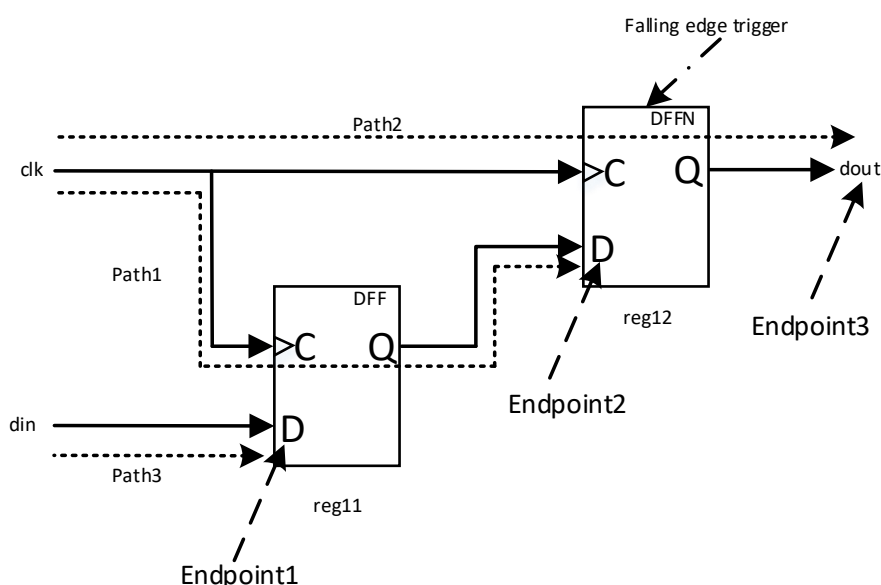 Falling edge trigger
DFFN
Path2
clk
C
Q
dout
D
Path1
DFF
reg12
Endpoint3
C
Q
Endpoint2
din
D
Path3
reg11
Endpoint1